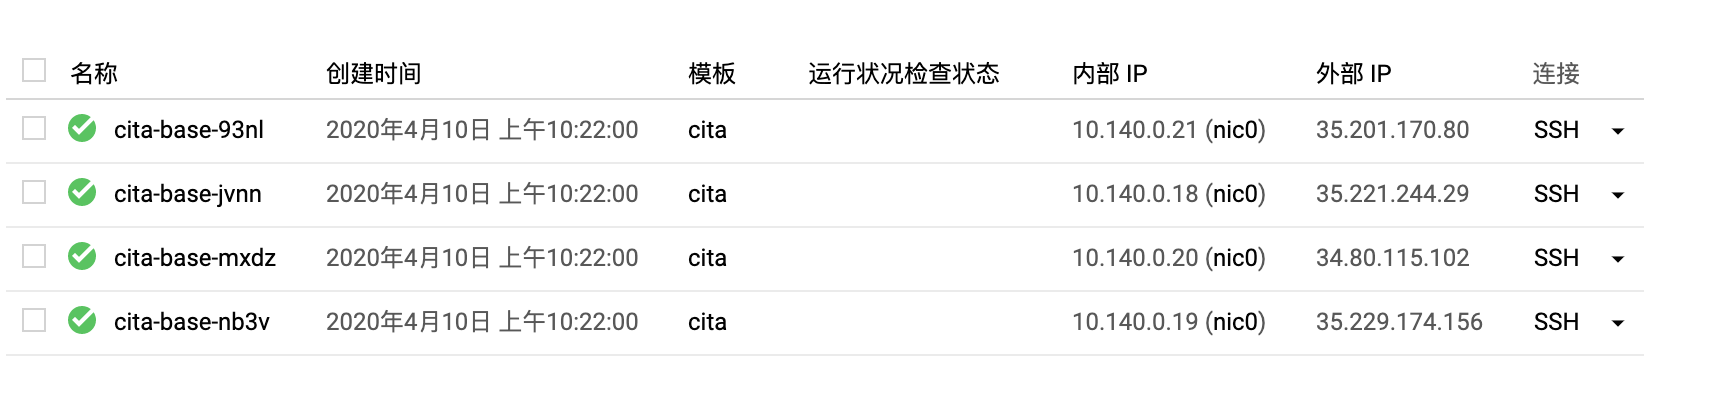 名称 创建时间 模板 运行状况检查状态 内部 IP 外部 IP 连接
cita-base-93nl 2020年4月10日 上午10:22:00 cita 10.140.0.21 (nic0) 35.201.170.80 SSH
cita-base-jvnn 2020年4月10日 上午10:22:00 cita 10.140.0.18 (nic0) 35.221.244.29 SSH
cita-base-mxdz 2020年4月10日 上午10:22:00 cita 10.140.0.20 (nic0) 34.80.115.102 SSH
cita-base-nb3v 2020年4月10日 上午10:22:00 cita 10.140.0.19 (nic0) 35.229.174.156 SSH